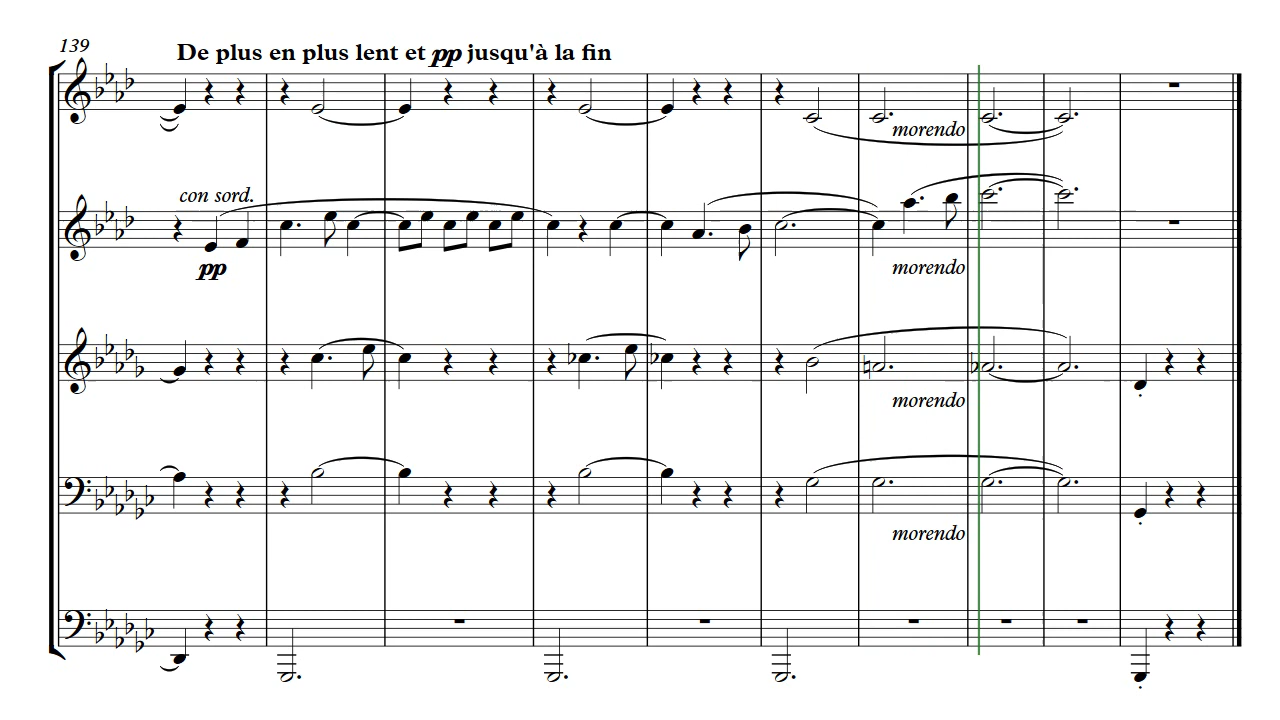 139
De plus en plus lent et pp jusqu'à la fin
morendo
con sord.
pp
morendo
morendo
morendo